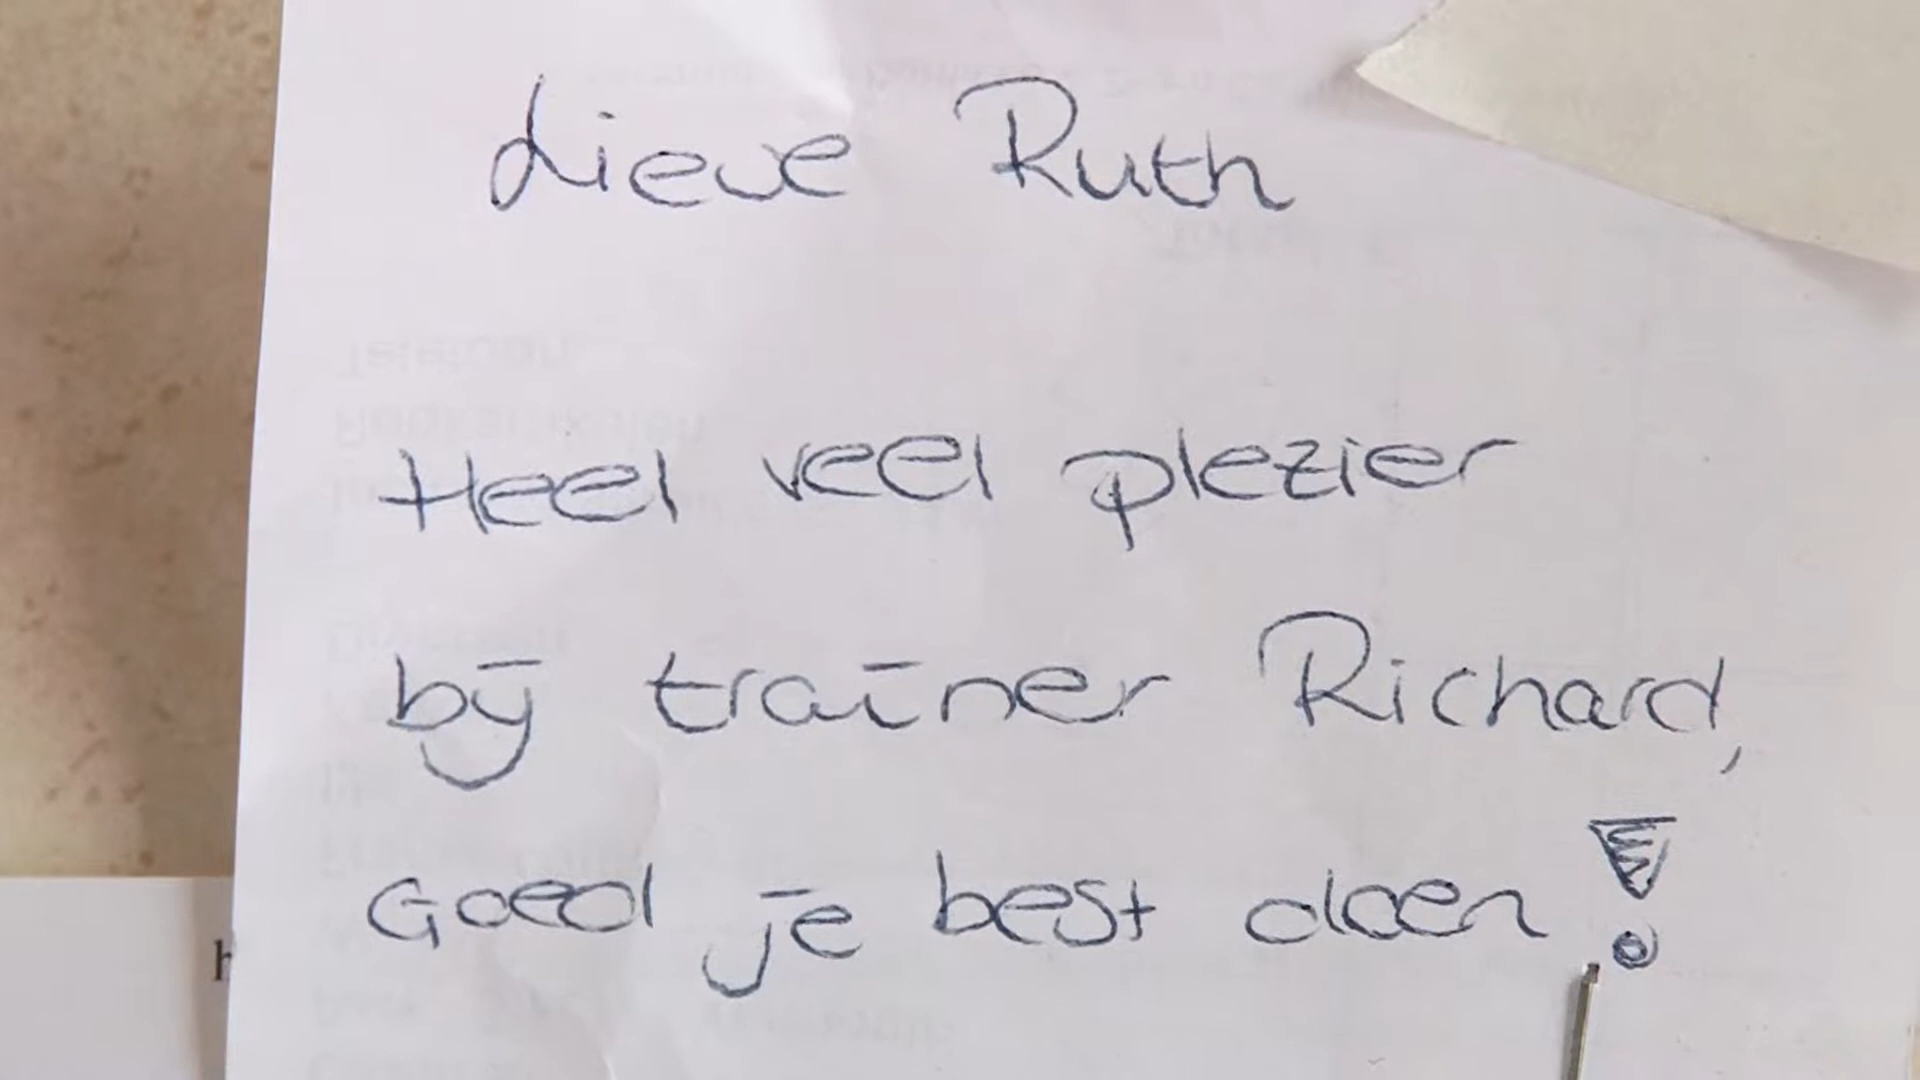 Lieve Ruth
Heel veel plezier
bij trainer Richard,
Goed je best doen!
h